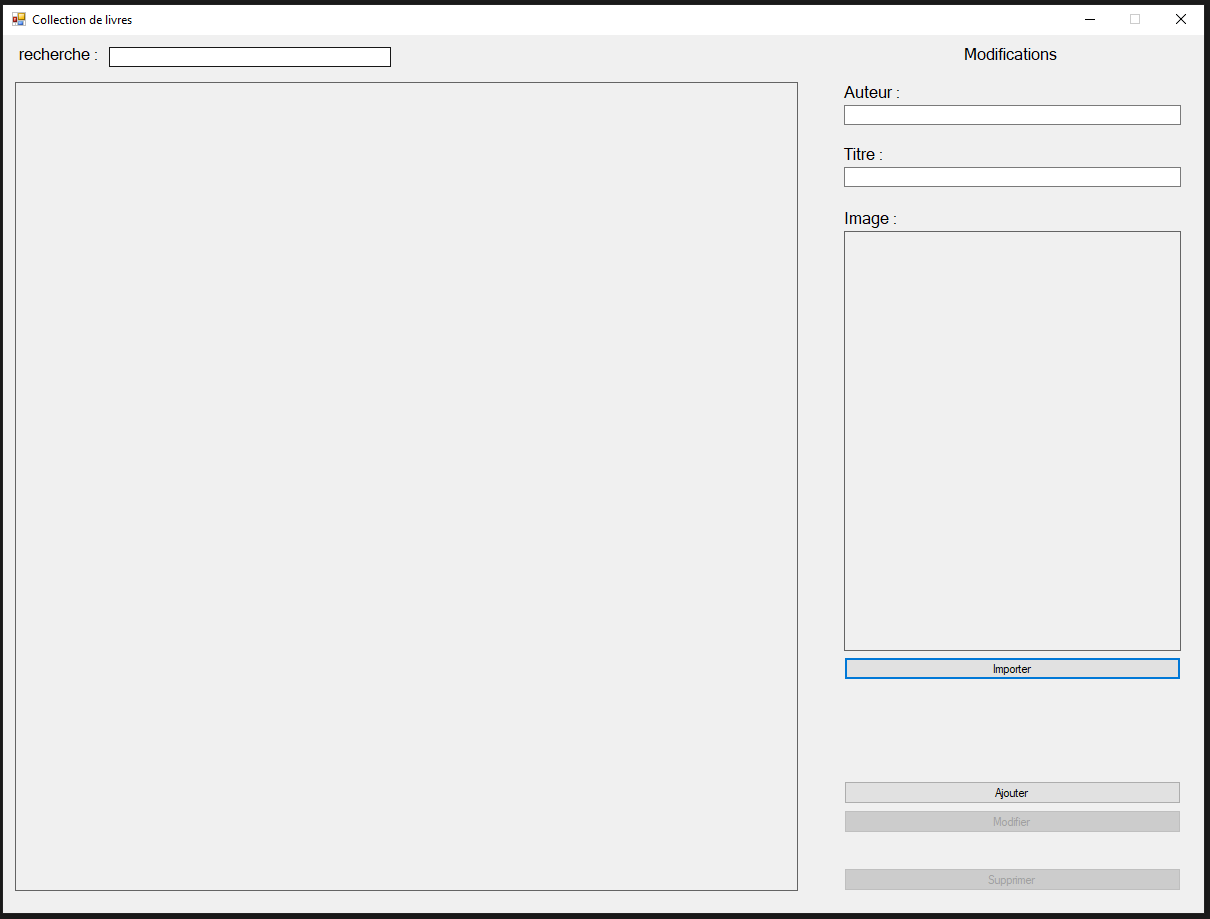 Collection de livres
recherche :
Modifications
Auteur :
Titre :
Image :
Importer
Ajouter
Modifier
Supprimer